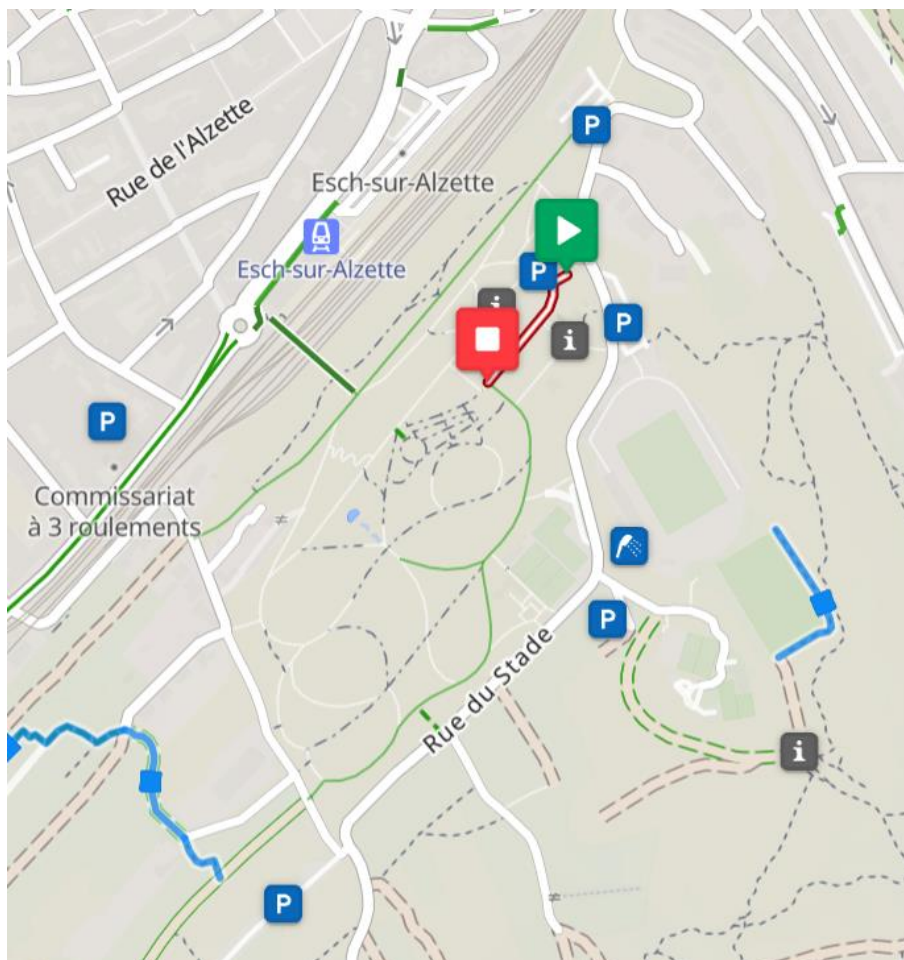 P
Rue de l'Alzette
Esch-sur-Alzette
Esch-sur-Alzette
P
i
i
P
P
Commissariat
à 3 roulements
P
Rue du Stade
i
P